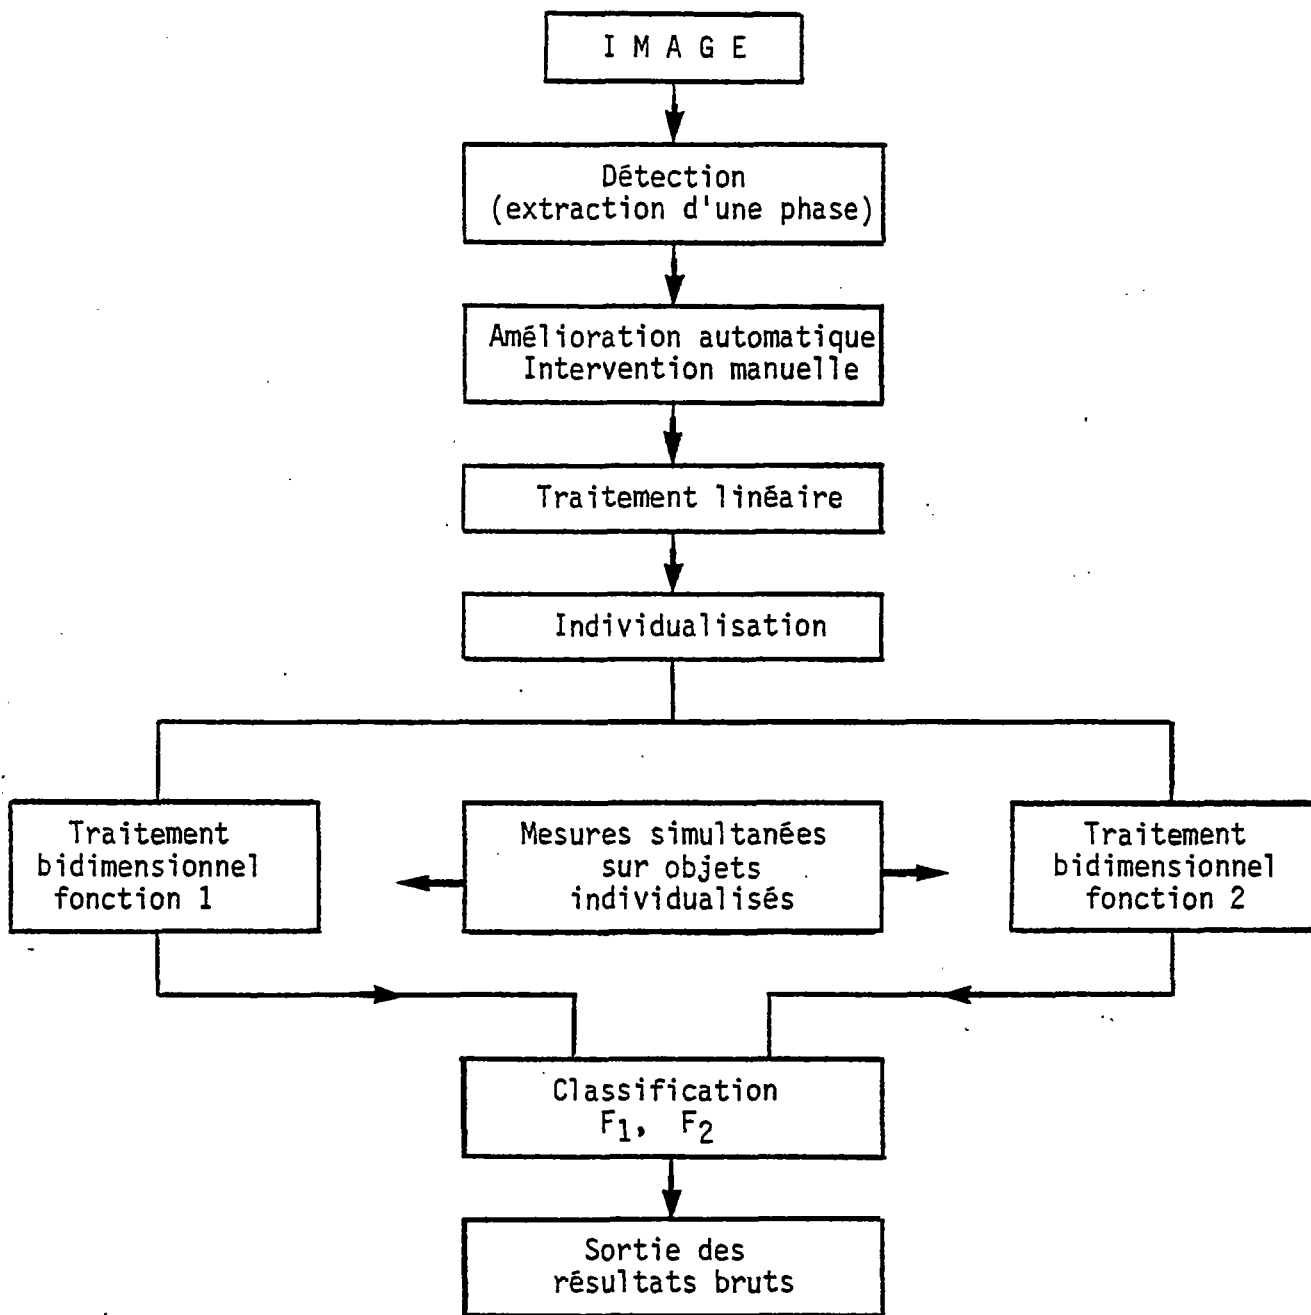 I M A G E
Détection
(extraction d'une phase)
Amélioration automatique
Intervention manuelle
Traitement linéaire
Individualisation
Traitement
bidimensionnel
fonction 1
Mesures simultanées
sur objets
individualisés
Traitement
bidimensionnel
fonction 2
Classification
F1, F2
Sortie des
résultats bruts